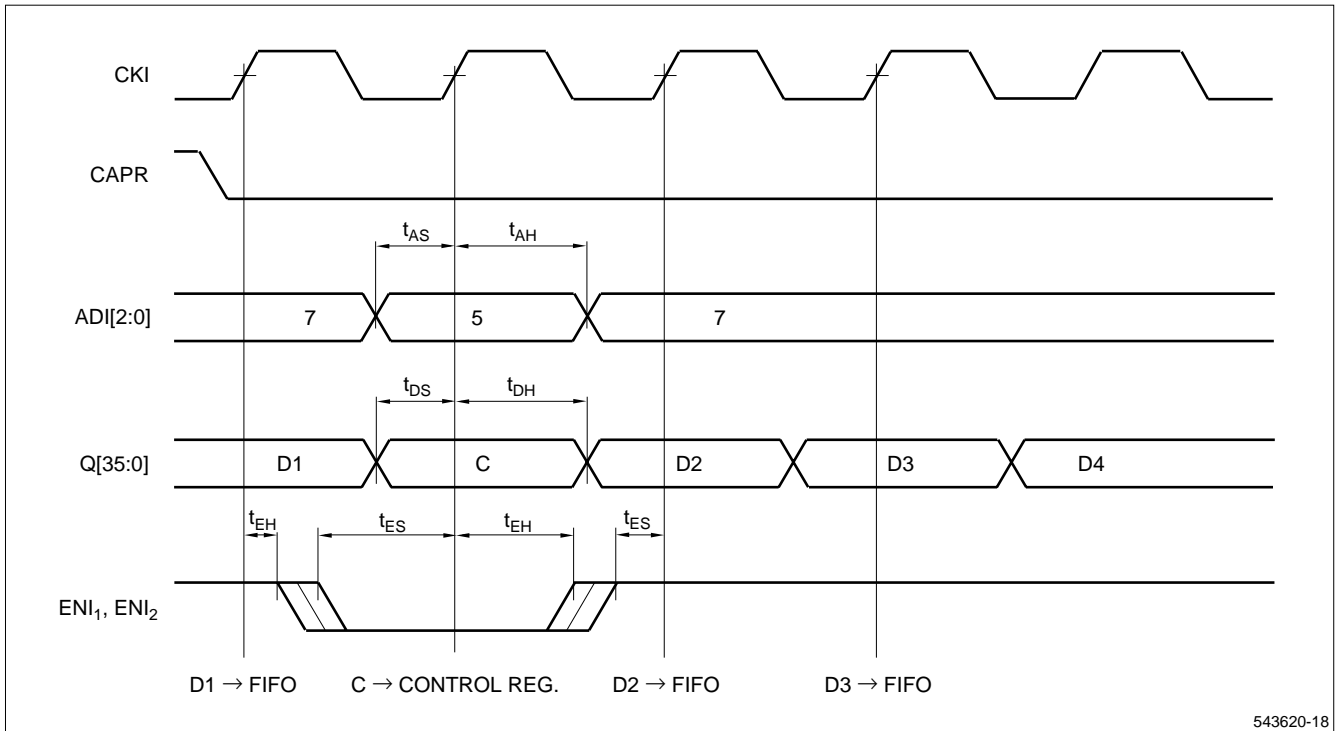 CKI
CAPR
tAS tAH
ADI[2:0] 7 5 7
tDS tDH
Q[35:0] D1 C D2 D3 D4
tEH tES tEH tES
ENI1, ENI2
D1 → FIFO C → CONTROL REG. D2 → FIFO D3 → FIFO
543620-18